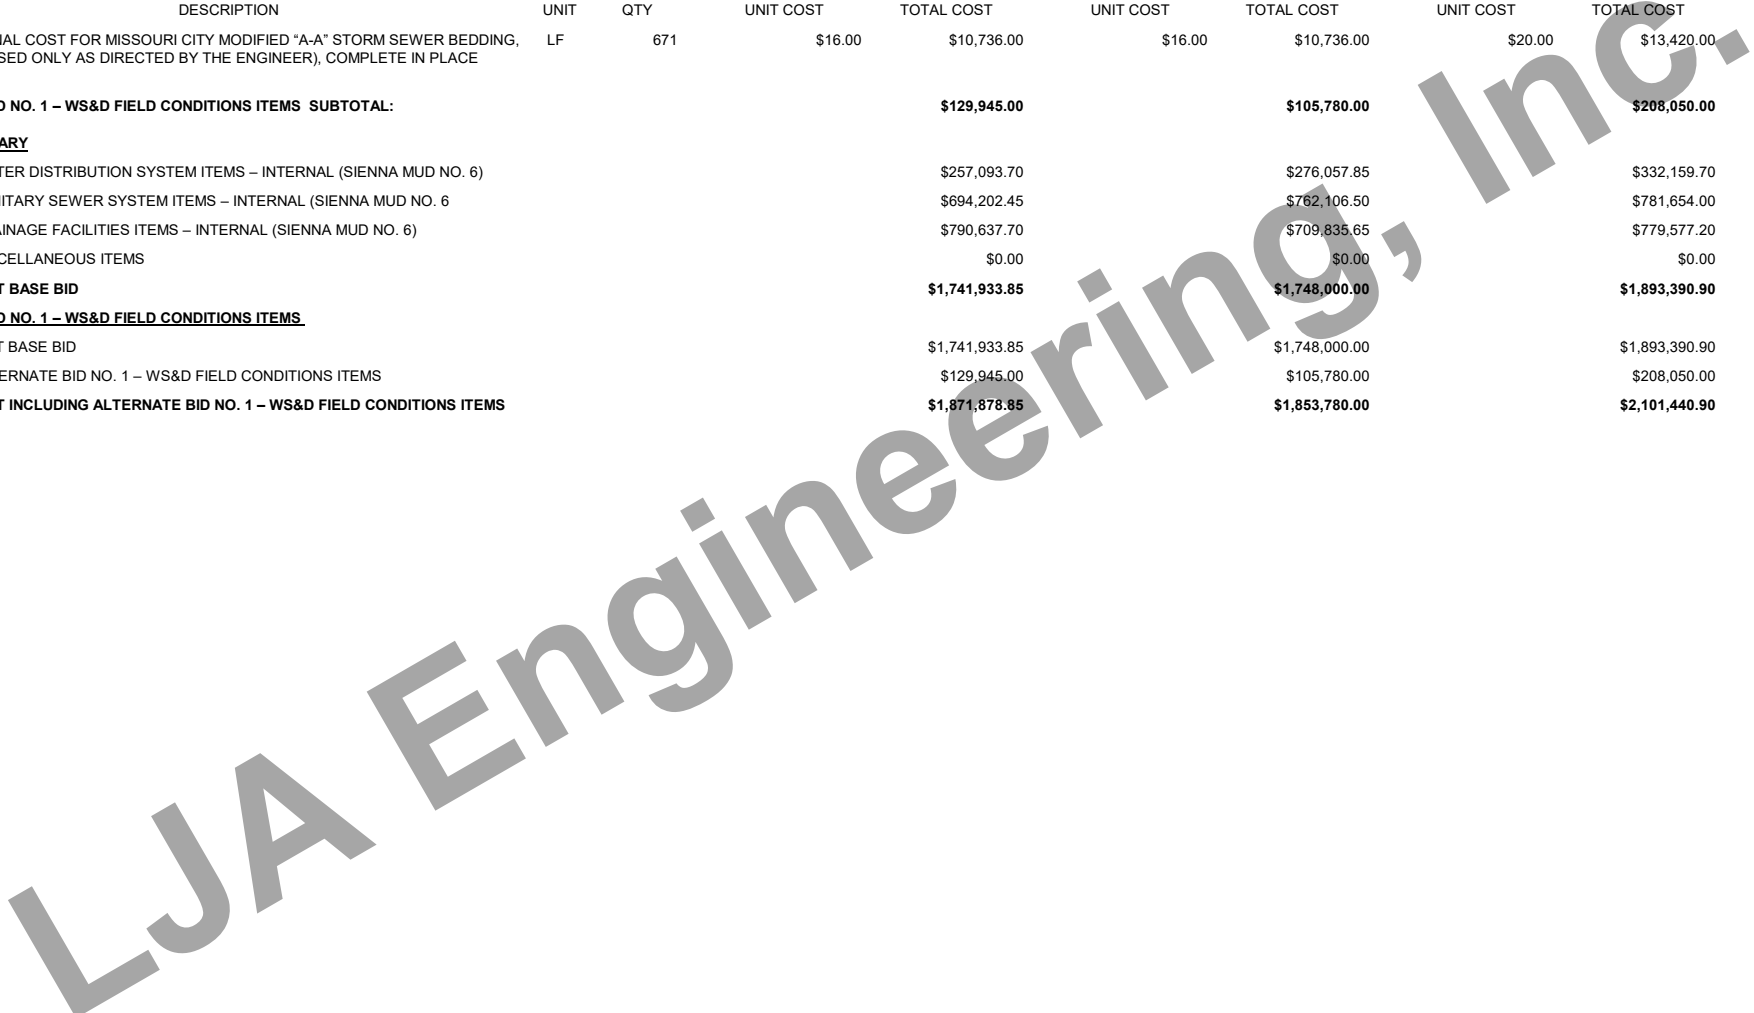 DESCRIPTION UNIT QTY UNIT COST TOTAL COST UNIT COST TOTAL COST UNIT COST TOTAL COST
NAL COST FOR MISSOURI CITY MODIFIED “A-A” STORM SEWER BEDDING, LF 671 $16.00 $10,736.00 $16.00 $10,736.00 $20.00 $13,420.00
SED ONLY AS DIRECTED BY THE ENGINEER), COMPLETE IN PLACE
D NO. 1 – WS&D FIELD CONDITIONS ITEMS SUBTOTAL: $129,945.00 $105,780.00 $208,050.00
ARY
TER DISTRIBUTION SYSTEM ITEMS – INTERNAL (SIENNA MUD NO. 6) $257,093.70 $276,057.85 $332,159.70
NITARY SEWER SYSTEM ITEMS – INTERNAL (SIENNA MUD NO. 6 $694,202.45 $762,106.50 $781,654.00
AINAGE FACILITIES ITEMS – INTERNAL (SIENNA MUD NO. 6) $790,637.70 $709,835.65 $779,577.20
CELLANEOUS ITEMS $0.00 $0.00 $0.00
T BASE BID $1,741,933.85 $1,748,000.00 $1,893,390.90
D NO. 1 – WS&D FIELD CONDITIONS ITEMS
T BASE BID $1,741,933.85 $1,748,000.00 $1,893,390.90
ERNATE BID NO. 1 – WS&D FIELD CONDITIONS ITEMS $129,945.00 $105,780.00 $208,050.00
T INCLUDING ALTERNATE BID NO. 1 – WS&D FIELD CONDITIONS ITEMS $1,871,878.85 $1,853,780.00 $2,101,440.90
LJA Engineering, Inc.